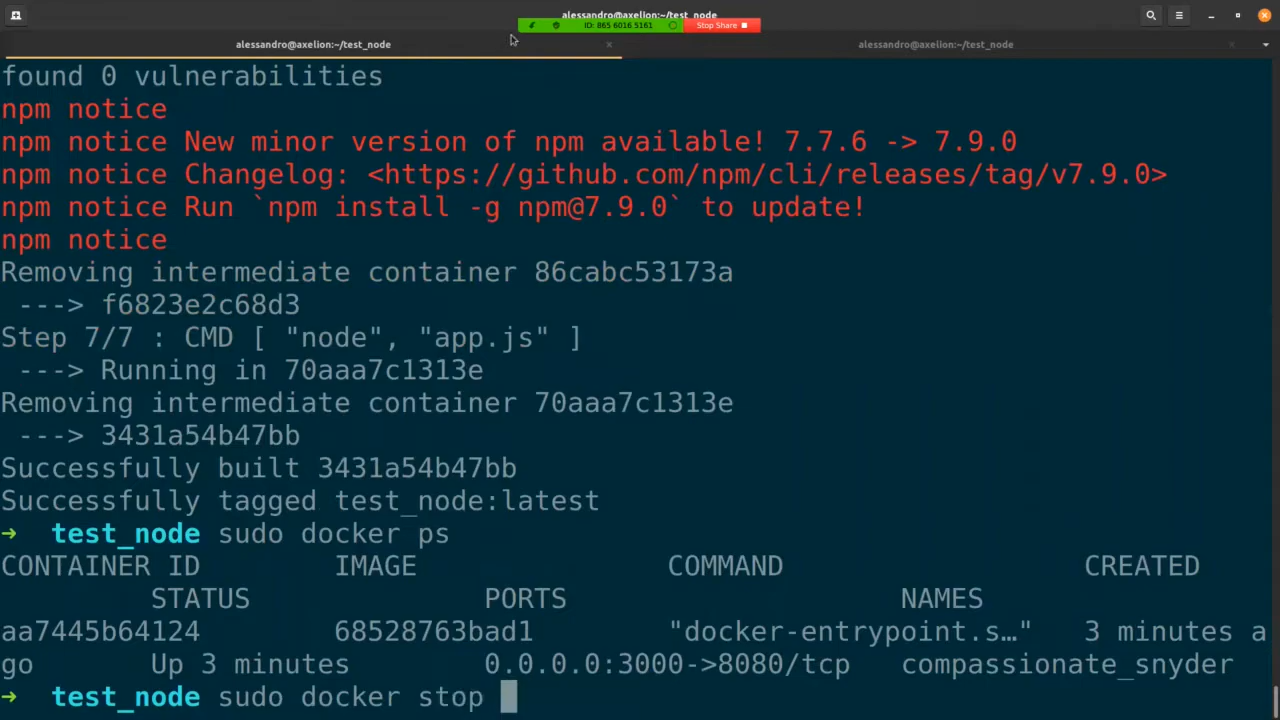 alessandro@axelion:~/test_node
ID: 865 6016 5161
Stop Share
alessandro@axelion:~/test_node
alessandro@axelion:~/test_node
found 0 vulnerabilities
npm notice
npm notice New minor version of npm available! 7.7.6 -> 7.9.0
npm notice Changelog: <https://github.com/npm/cli/releases/tag/v7.9.0>
npm notice Run `npm install -g npm@7.9.0` to update!
npm notice
Removing intermediate container 86cabc53173a
---> f6823e2c68d3
Step 7/7 : CMD [ "node", "app.js" ]
---> Running in 70aaa7c1313e
Removing intermediate container 70aaa7c1313e
---> 3431a54b47bb
Successfully built 3431a54b47bb
Successfully tagged test_node:latest
➜ test_node sudo docker ps
CONTAINER ID IMAGE COMMAND CREATED
STATUS PORTS NAMES
aa7445b64124 68528763bad1 "docker-entrypoint.s…" 3 minutes a
go Up 3 minutes 0.0.0.0:3000->8080/tcp compassionate_snyder
➜ test_node sudo docker stop